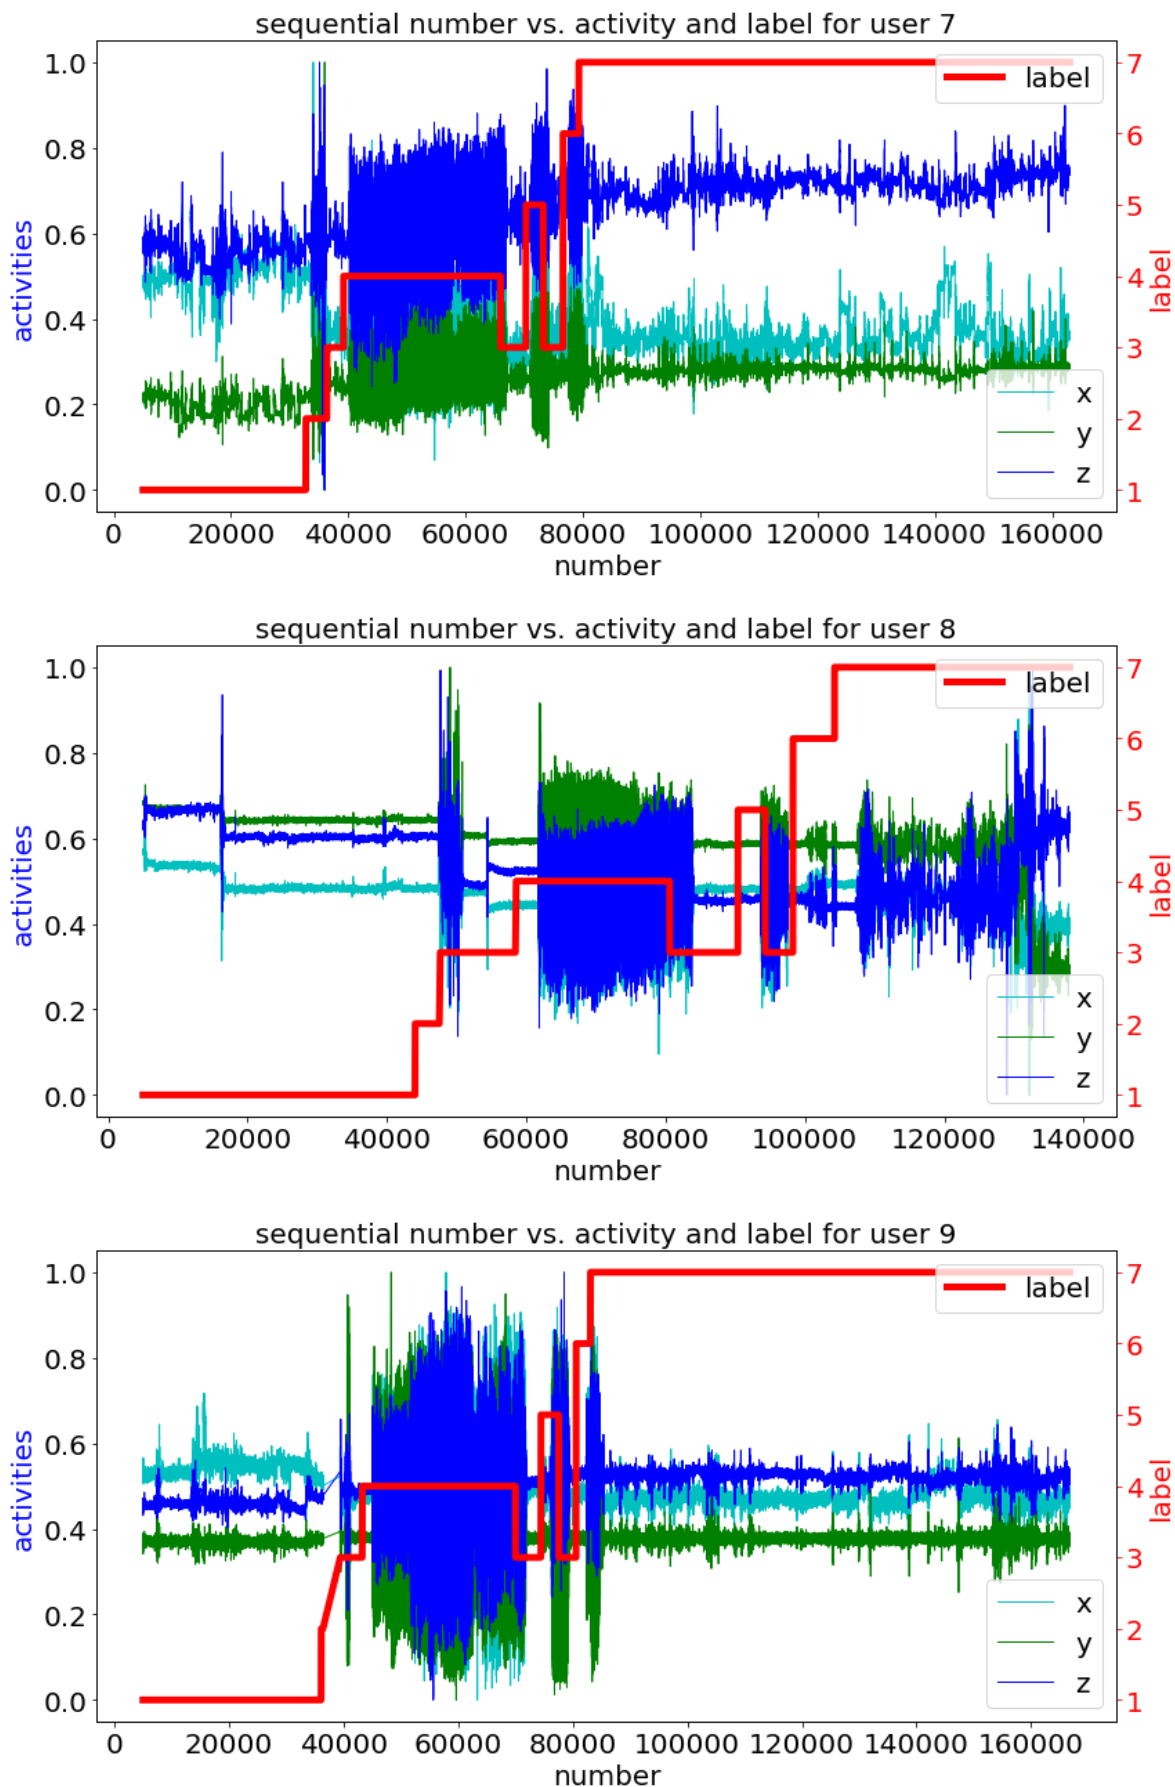 sequential number vs. activity and label for user 7
1.0
0.8
0.6
0.4
0.2
0.0
activities
7
6
5
4
3
2
1
label
label
x
y
z
0 20000 40000 60000 80000 100000 120000 140000 160000
number
sequential number vs. activity and label for user 8
1.0
0.8
0.6
0.4
0.2
0.0
activities
7
6
5
4
3
2
1
label
label
x
y
z
0 20000 40000 60000 80000 100000 120000 140000
number
sequential number vs. activity and label for user 9
1.0
0.8
0.6
0.4
0.2
0.0
activities
7
6
5
4
3
2
1
label
label
x
y
z
0 20000 40000 60000 80000 100000 120000 140000 160000
number